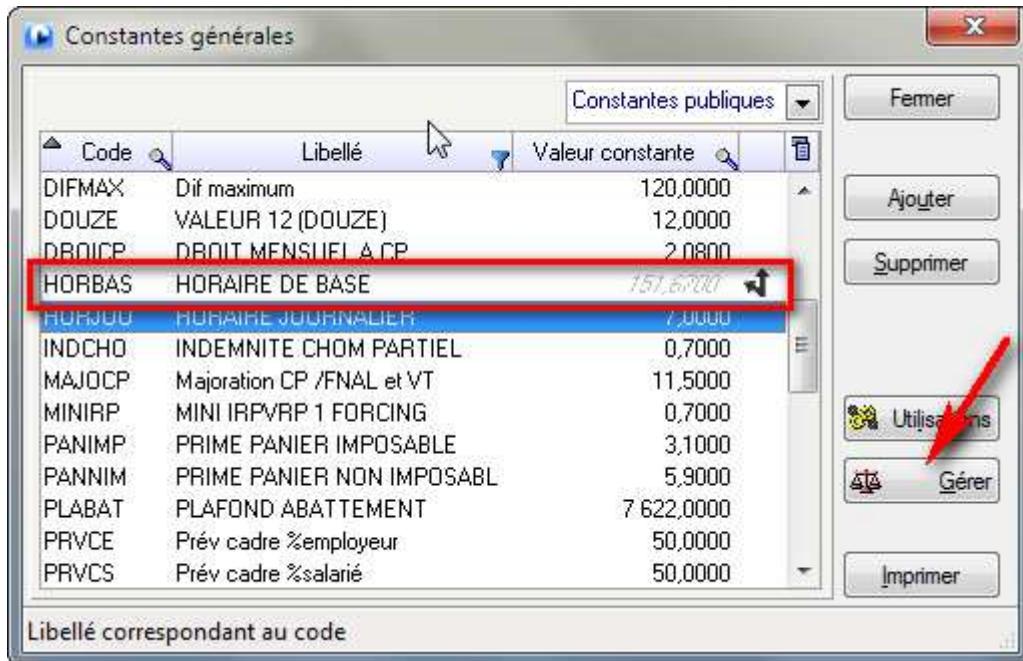 Constantes générales
Constantes publiques
Fermer
Code Libellé Valeur constante
DIFMAX Dif maximum 120,0000
Ajouter
DOUZE VALEUR 12 (DOUZE) 12,0000
DROICP DROIT MENSUEL A CP 2,0800
Supprimer
HORBAS HORAIRE DE BASE 151,6700
HORJOU HORAIRE JOURNALIER 7,0000
INDCHO INDEMNITE CHOM PARTIEL 0,7000
MAJOCP Majoration CP /FNAL et VT 11,5000
MINIRP MINI IRPVRP 1 FORCING 0,7000
Utilisations
PANIMP PRIME PANIER IMPOSABLE 3,1000
PANNIM PRIME PANIER NON IMPOSABL 5,9000
Gérer
PLABAT PLAFOND ABATTEMENT 7 622,0000
PRVCE Prév cadre %employeur 50,0000
PRVCS Prév cadre %salarié 50,0000
Imprimer
Libellé correspondant au code